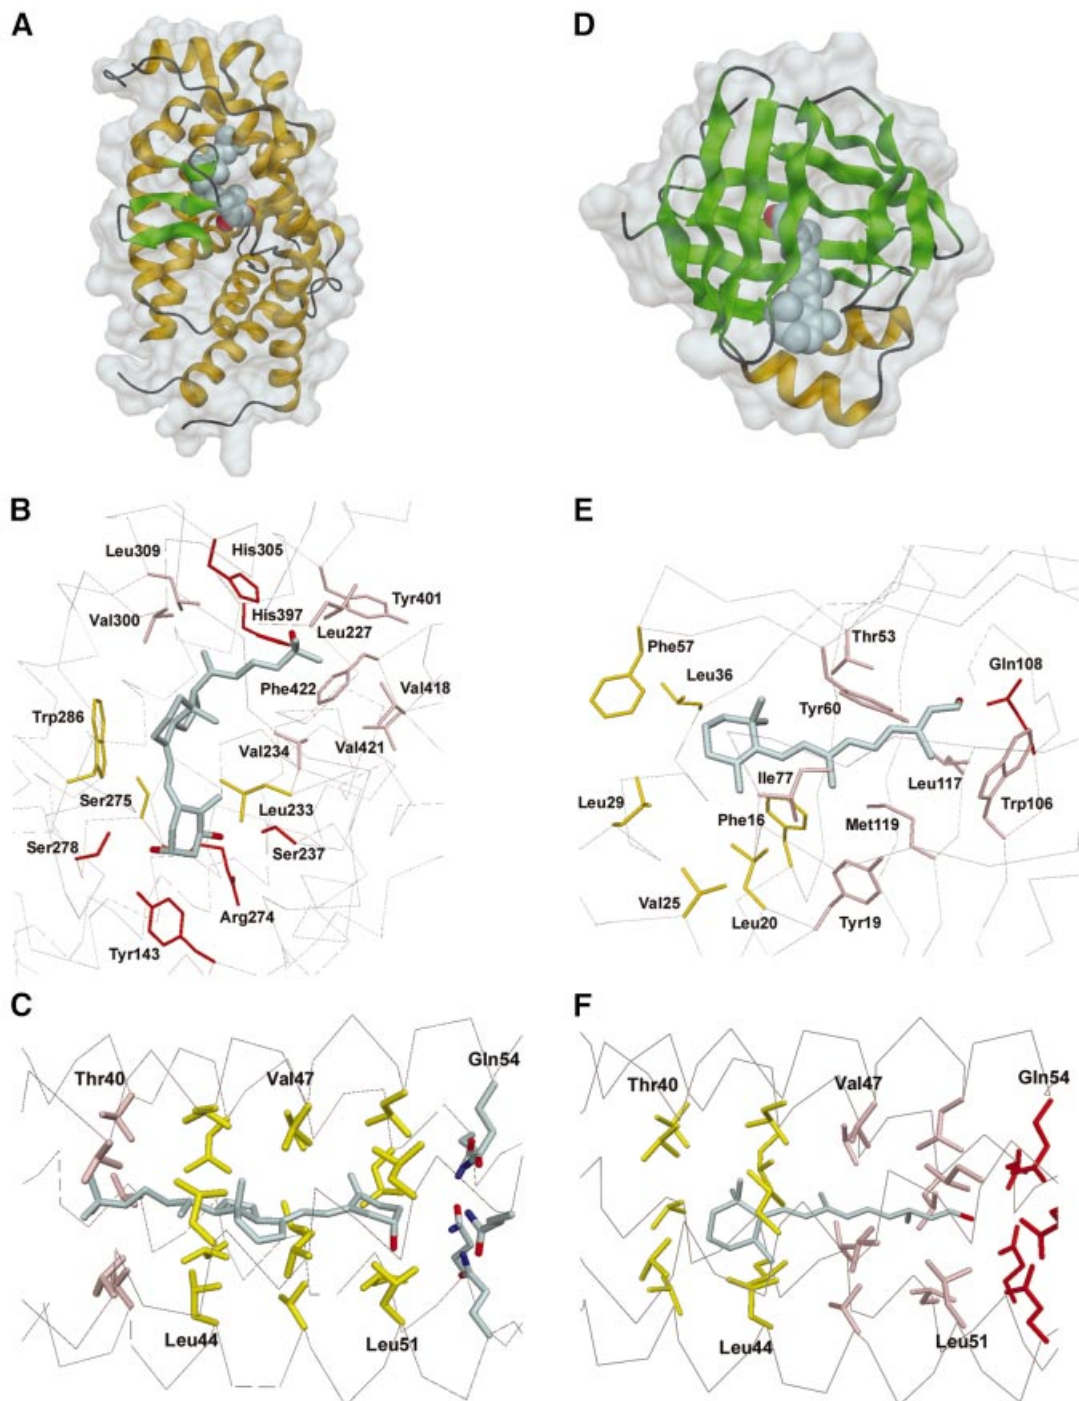 A
D
B
Leu309
His305
Val300
His397
Tyr401
Leu227
Phe422
Val418
Trp286
Val234
Val421
Ser275
Leu233
Ser278
Ser237
Arg274
Tyr143
E
Phe57
Thr53
Leu36
Gln108
Tyr60
Ile77
Leu117
Leu29
Phe16
Trp106
Met119
Val25
Leu20
Tyr19
C
Thr40
Val47
Gln54
Leu44
Leu51
F
Thr40
Val47
Gln54
Leu44
Leu51